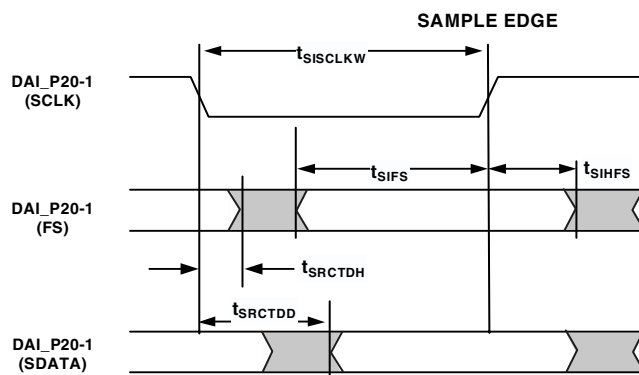 SAMPLE EDGE
tSISCLKW
DAI_P20-1
(SCLK)
tSIFS
tSIHFS
DAI_P20-1
(FS)
tSRCTDH
tSRCTDD
DAI_P20-1
(SDATA)